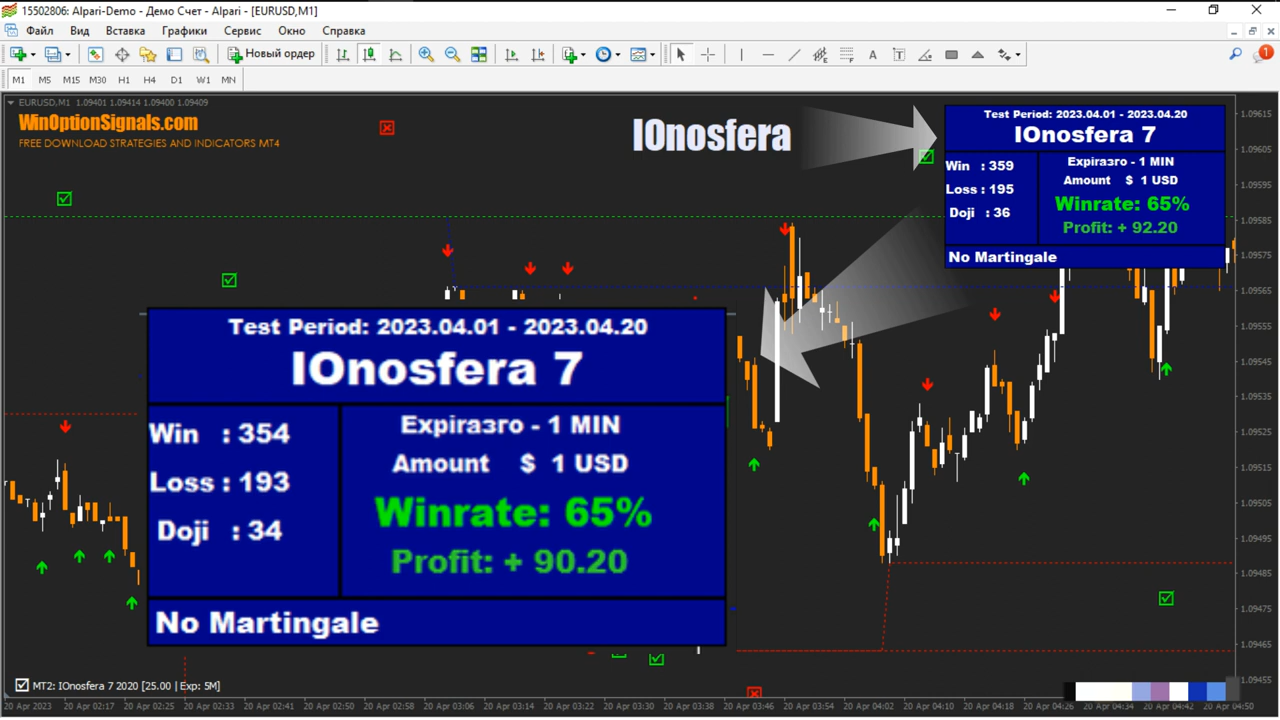 15502806: Alpari-Demo - Демо Счет - Alpari - [EURUSD,M1]
Файл Вид Вставка Графики Сервис Окно Справка
Новый ордер
M1 M5 M15 M30 H1 H4 D1 W1 MN
EURUSD,M1 1.09401 1.09414 1.09400 1.09409
WinOptionSignals.com
FREE DOWNLOAD STRATEGIES AND INDICATORS MT4
IOnosfera
Test Period: 2023.04.01 - 2023.04.20
IOnosfera 7
Win : 359
Loss : 195
Doji : 36
Expiraэго - 1 MIN
Amount $ 1 USD
Winrate: 65%
Profit: + 92.20
No Martingale
Test Period: 2023.04.01 - 2023.04.20
IOnosfera 7
Win : 354
Loss : 193
Doji : 34
Expiraэго - 1 MIN
Amount $ 1 USD
Winrate: 65%
Profit: + 90.20
No Martingale
1.09615
1.09605
1.09595
1.09585
1.09575
1.09565
1.09555
1.09545
1.09535
1.09525
1.09515
1.09505
1.09495
1.09485
1.09475
1.09465
1.09455
MT2: IOnosfera 7 2020 [25.00 | Exp: 5M]
20 Apr 2023 20 Apr 02:17 20 Apr 02:25 20 Apr 02:33 20 Apr 02:41 20 Apr 02:50 20 Apr 02:58 20 Apr 03:06 20 Apr 03:14 20 Apr 03:22 20 Apr 03:30 20 Apr 03:38 20 Apr 03:46 20 Apr 03:54 20 Apr 04:02 20 Apr 04:10 20 Apr 04:18 20 Apr 04:26 20 Apr 04:34 20 Apr 04:42 20 Apr 04:50